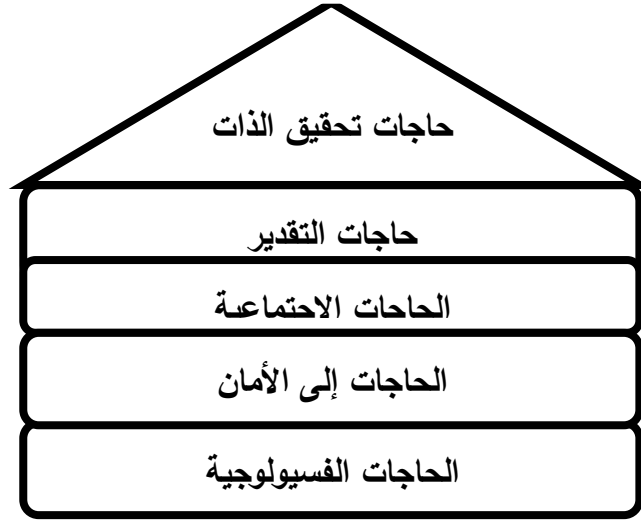 حاجات تحقيق الذات
حاجات التقدير
الحاجات الاجتماعية
الحاجات إلى الأمان
الحاجات الفسيولوجية